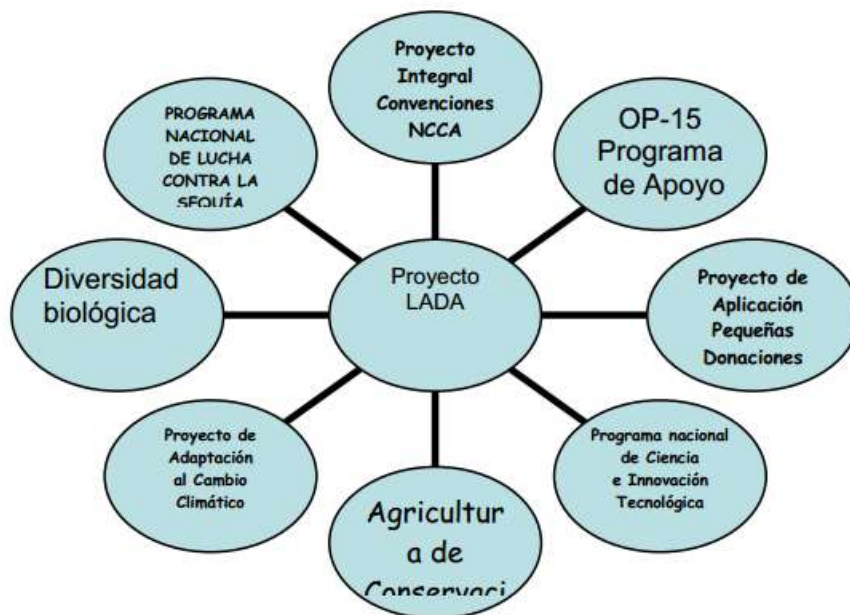 Proyecto
Integral
Convenciones
NCCA
OP-15
Programa
de Apoyo
Proyecto de
Aplicación
Pequeñas
Donaciones
Programa nacional
de Ciencia
e Innovación
Tecnológica
Agricultur
a de
Conservaci
Proyecto de
Adaptación
al Cambio
Climático
Diversidad
biológica
PROGRAMA
NACIONAL
DE LUCHA
CONTRA LA
SEQUÍA
Proyecto
LADA